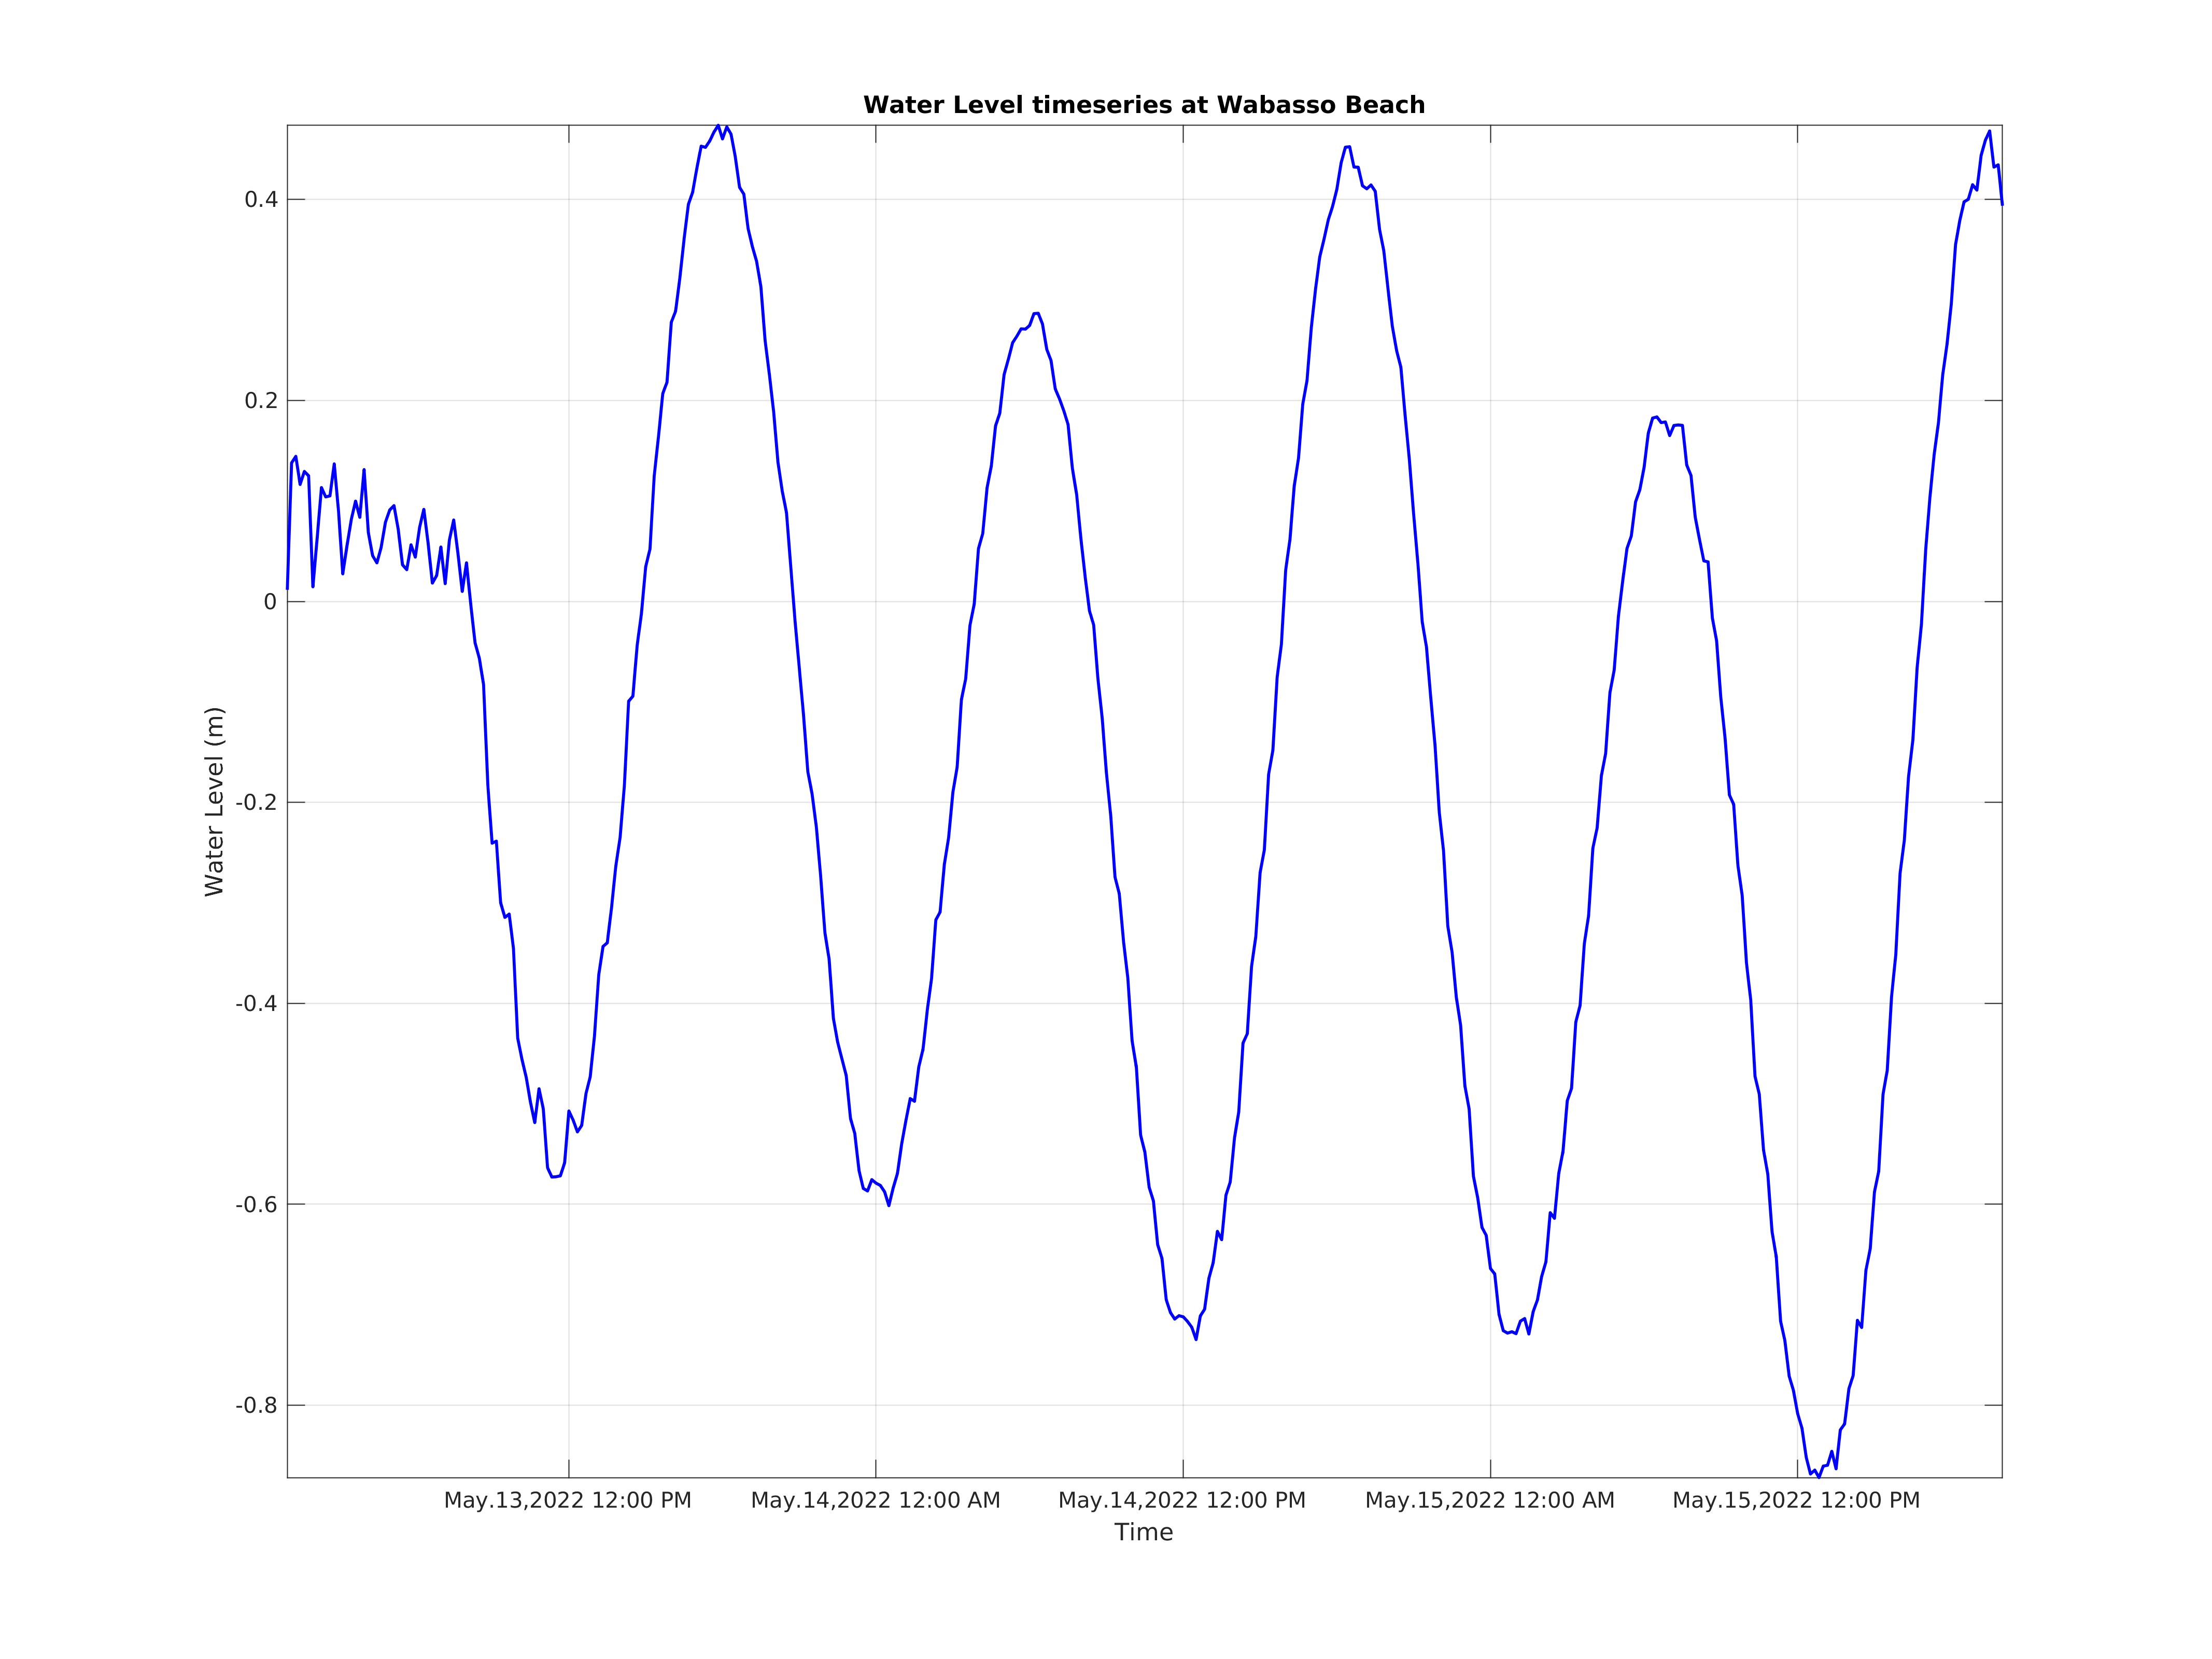 Water Level timeseries at Wabasso Beach
0.4
0.2
0
-0.2
-0.4
-0.6
-0.8
Water Level (m)
May.13,2022 12:00 PM
May.14,2022 12:00 AM
May.14,2022 12:00 PM
May.15,2022 12:00 AM
May.15,2022 12:00 PM
Time